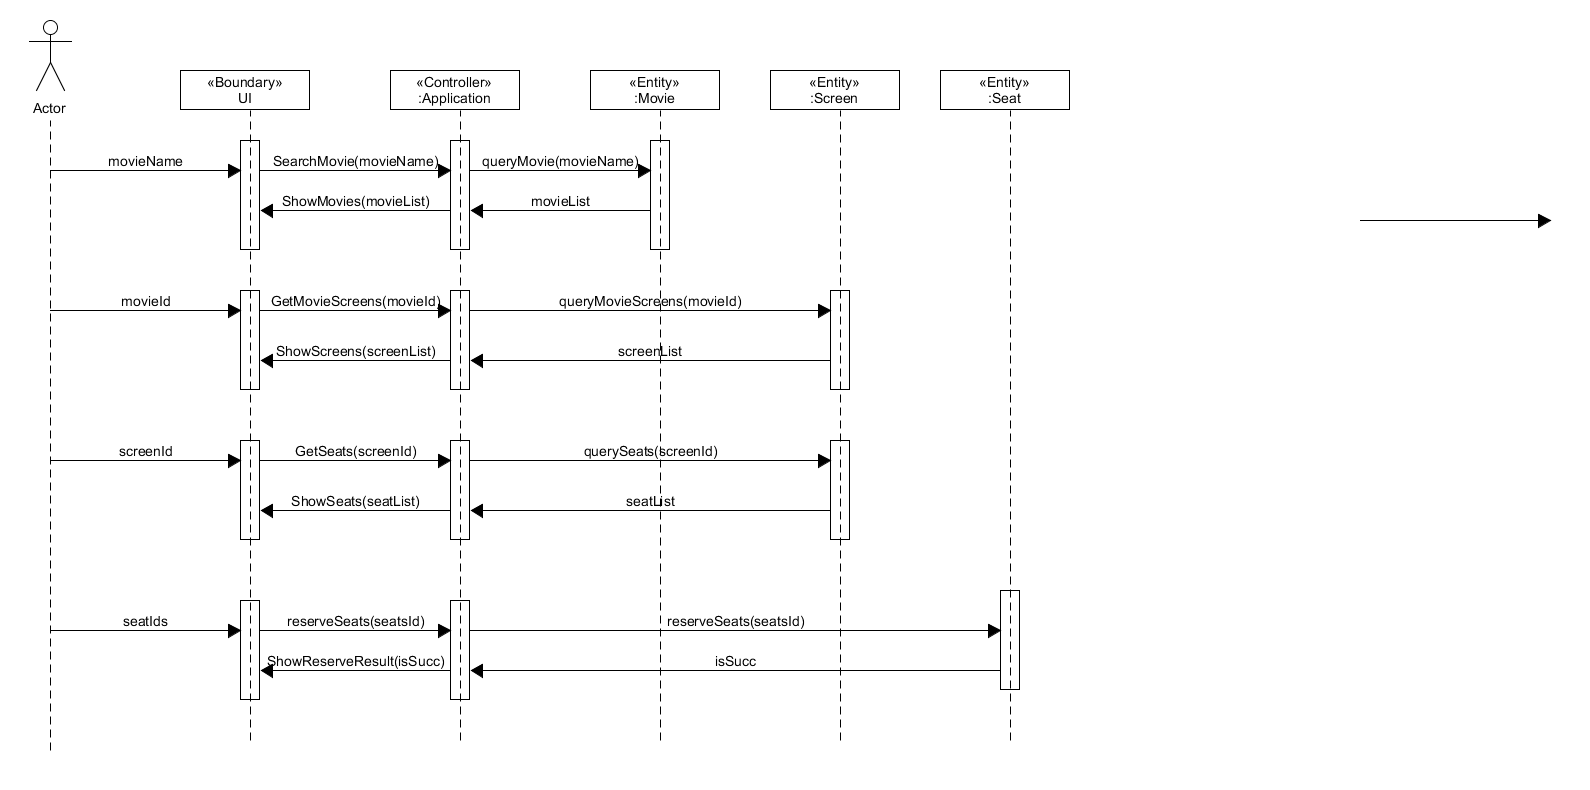 Actor
«Boundary»
UI
«Controller»
:Application
«Entity»
:Movie
«Entity»
:Screen
«Entity»
:Seat
movieName
SearchMovie(movieName)
queryMovie(movieName)
ShowMovies(movieList)
movieList
movieId
GetMovieScreens(movieId)
queryMovieScreens(movieId)
ShowScreens(screenList)
screenList
screenId
GetSeats(screenId)
querySeats(screenId)
ShowSeats(seatList)
seatList
seatIds
reserveSeats(seatsId)
reserveSeats(seatsId)
ShowReserveResult(isSucc)
isSucc